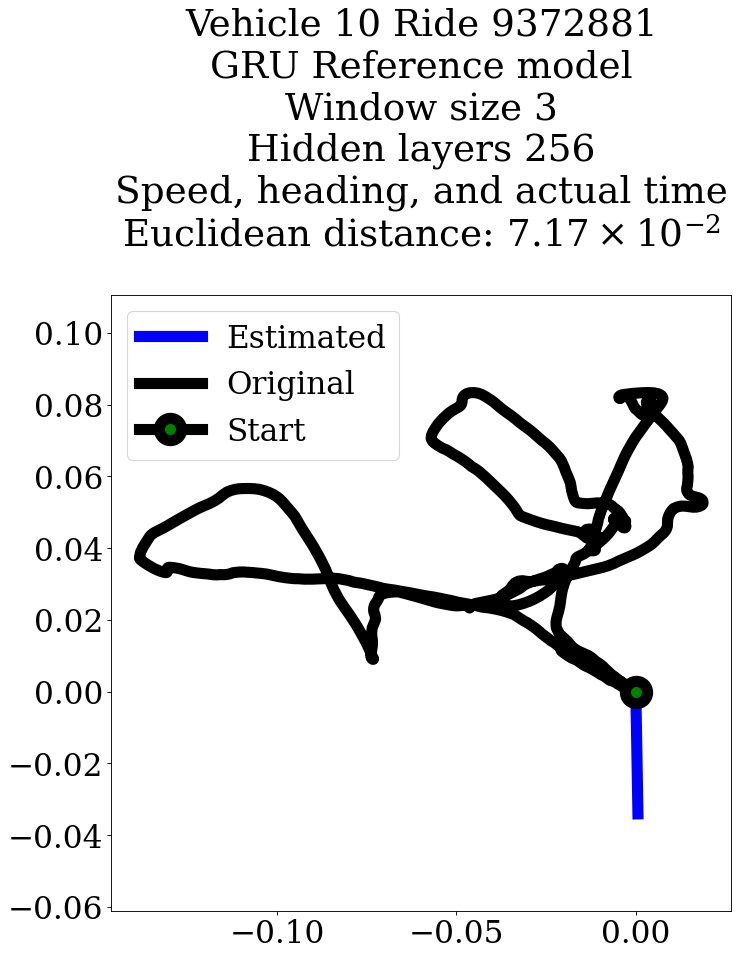 Vehicle 10 Ride 9372881
GRU Reference model
Window size 3
Hidden layers 256
Speed, heading, and actual time
Euclidean distance: 7.17 × 10⁻²
Estimated
Original
Start
0.10
0.08
0.06
0.04
0.02
0.00
−0.02
−0.04
−0.06
−0.10
−0.05
0.00